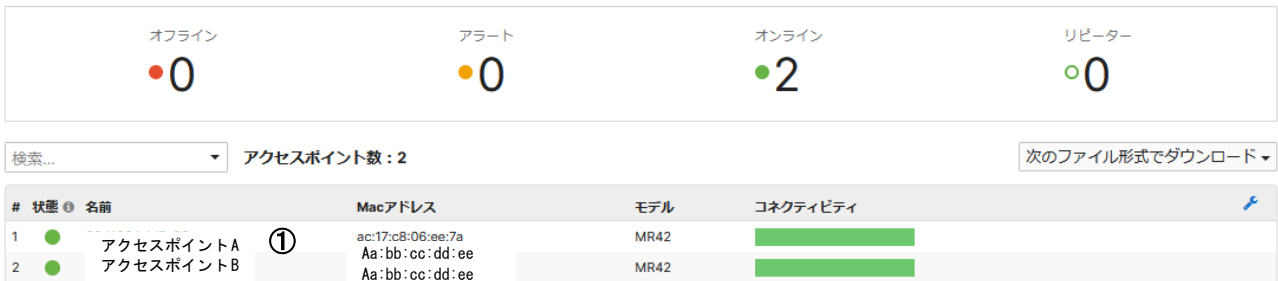 オフライン アラート オンライン リピーター
0 0 2 0
検索... アクセスポイント数：2 次のファイル形式でダウンロード
# 状態 名前 Macアドレス モデル コネクティビティ
1 アクセスポイントA ① ac:17:c8:06:ee:7a MR42
Aa:bb:cc:dd:ee
2 アクセスポイントB MR42
Aa:bb:cc:dd:ee